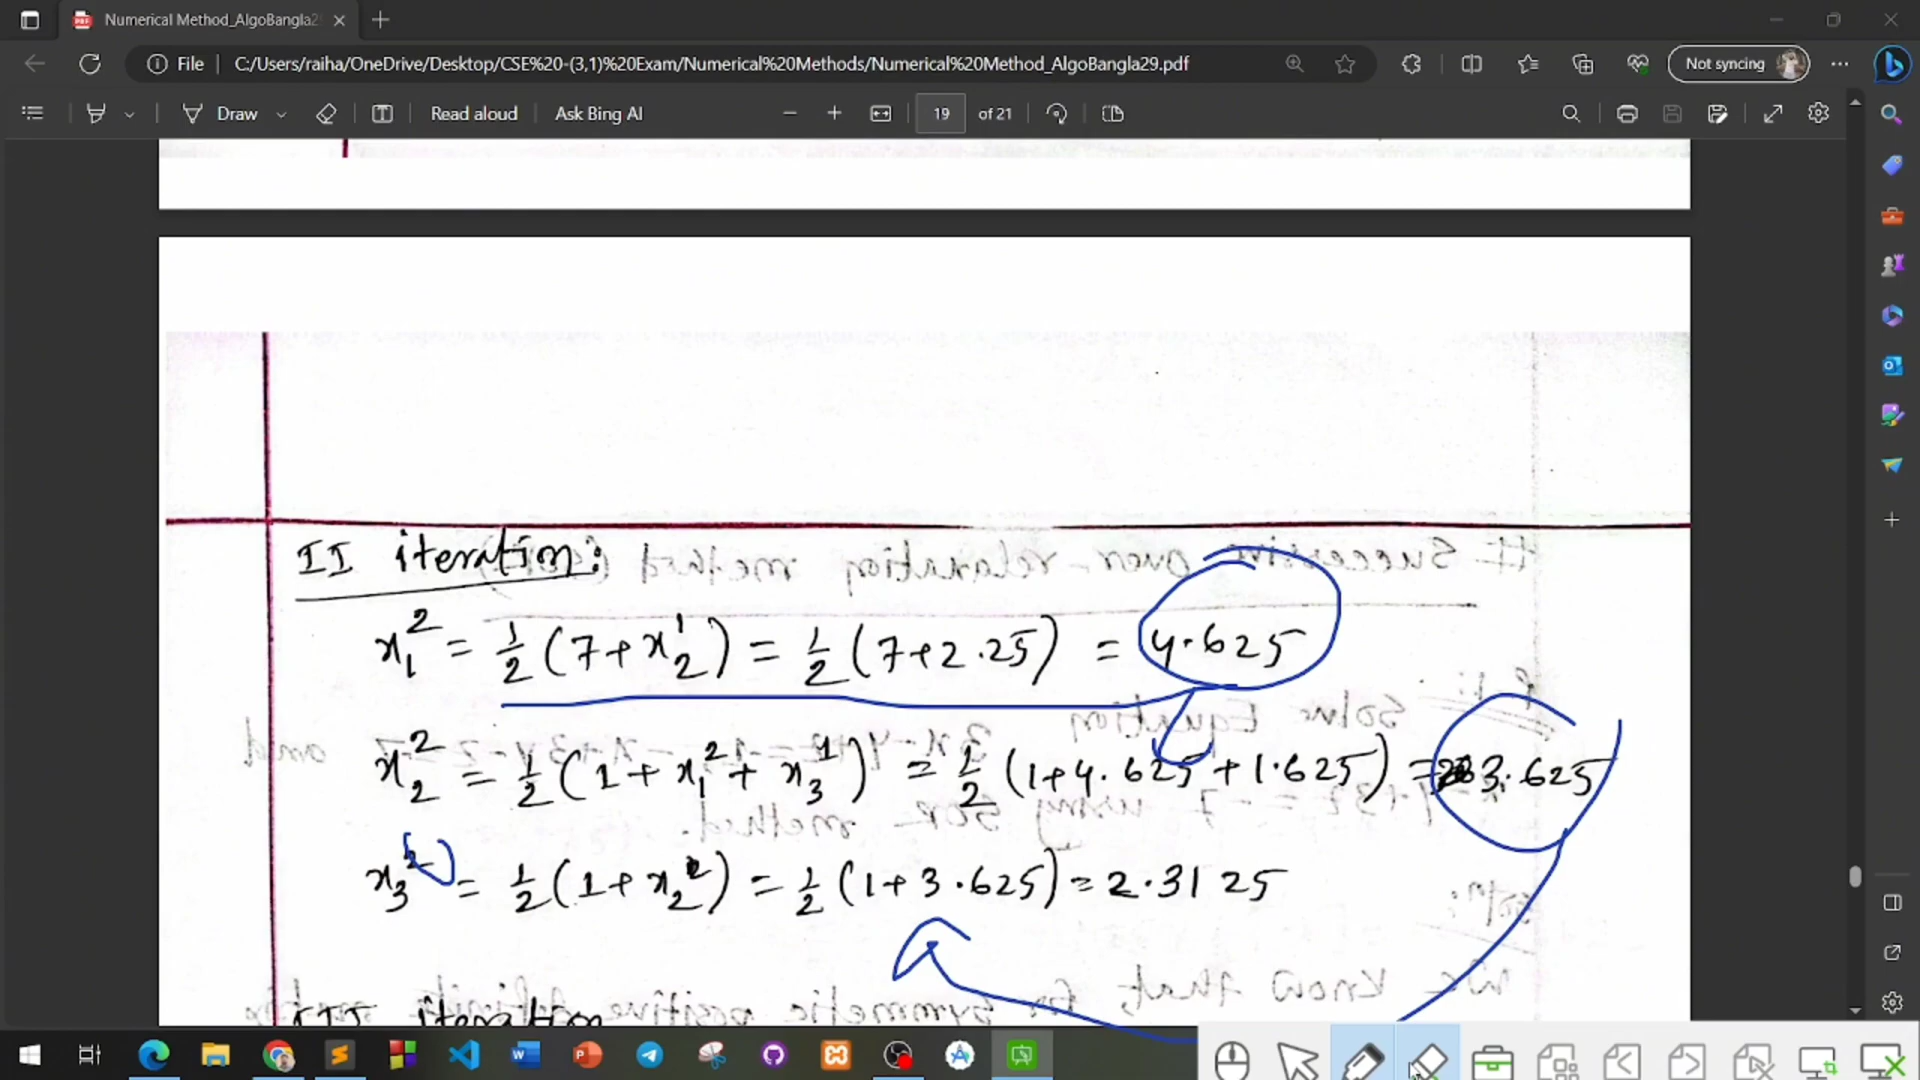 Numerical Method_AlgoBangla2
File C:/Users/raiha/OneDrive/Desktop/CSE%20-(3,1)%20Exam/Numerical%20Methods/Numerical%20Method_AlgoBangla29.pdf Not syncing
Draw Read aloud Ask Bing AI 19 of 21
II iteration:
x₁² = 1/2 (7+x₂¹) = 1/2 (7+2.25) = 4.625
x₂² = 1/2 (1+x₁²+x₃¹) = 1/2 (1+4.625+1.625) = 3.625
x₃² = 1/2 (1+x₂²) = 1/2 (1+3.625) = 2.3125
III iteration